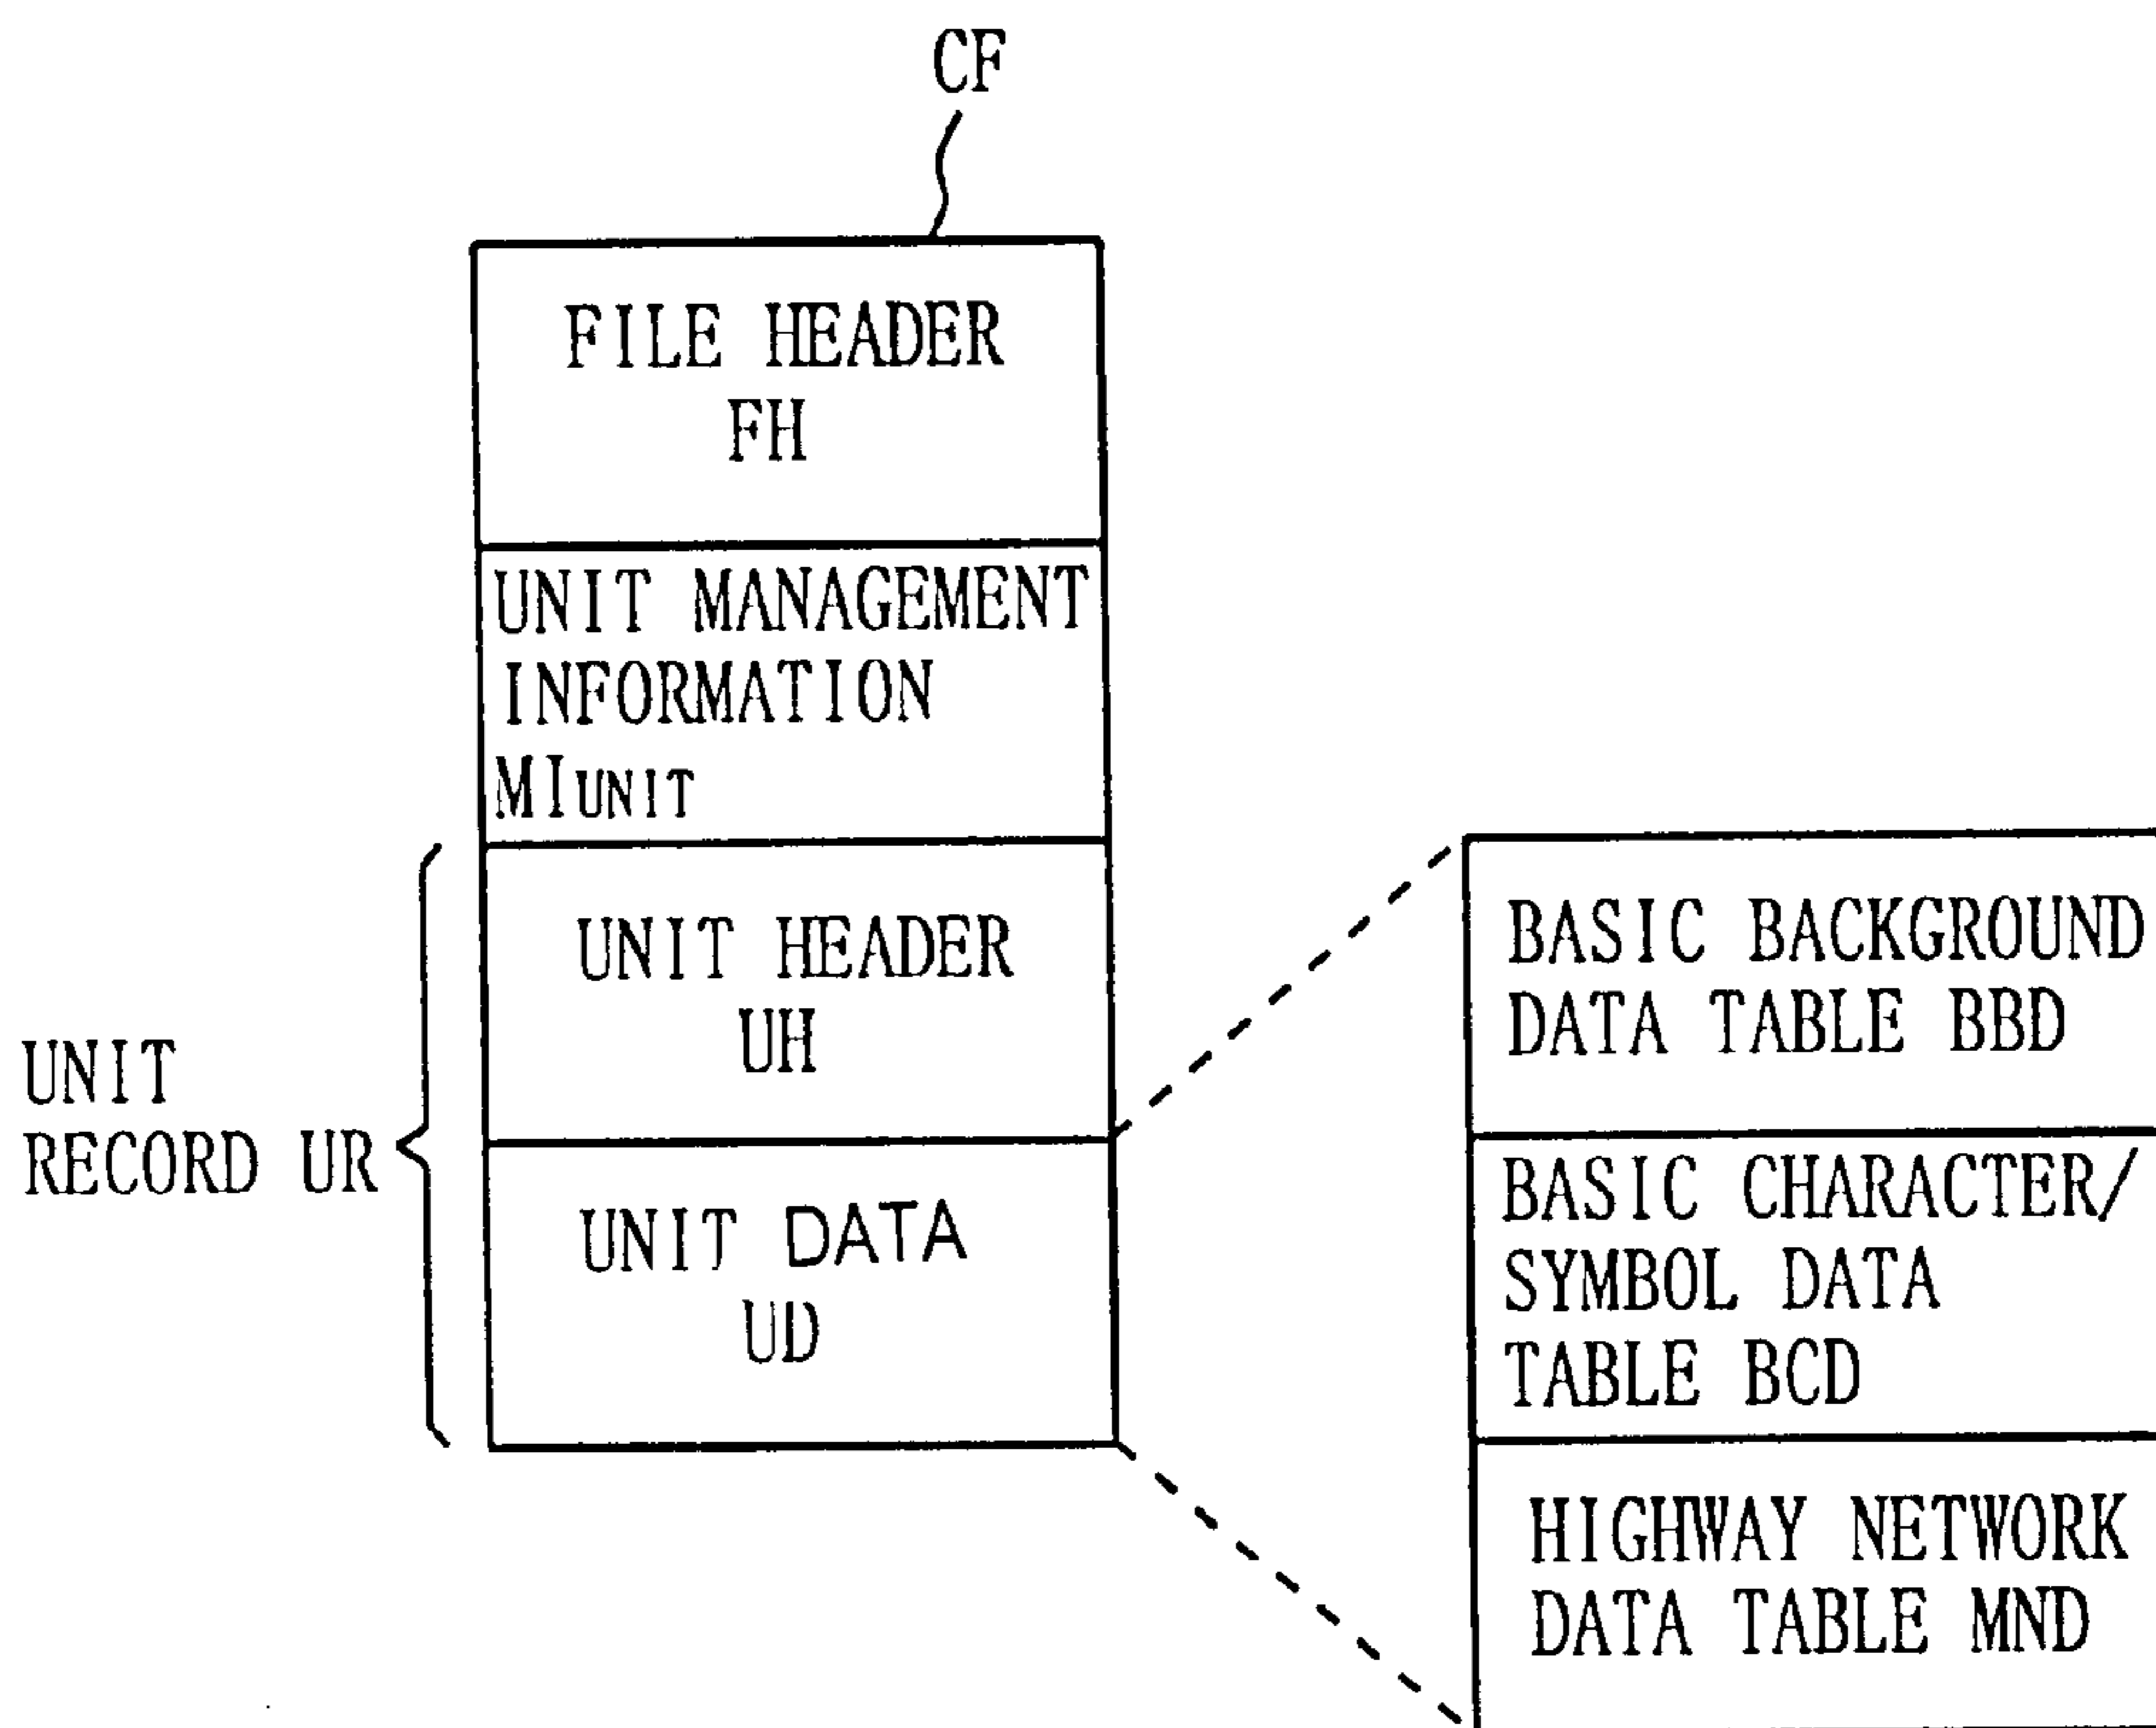 CF
FILE HEADER
FH
UNIT MANAGEMENT
INFORMATION
MIUNIT
UNIT HEADER
UH
UNIT
RECORD UR
UNIT DATA
UD
BASIC BACKGROUND
DATA TABLE BBD
BASIC CHARACTER/
SYMBOL DATA
TABLE BCD
HIGHWAY NETWORK
DATA TABLE MND